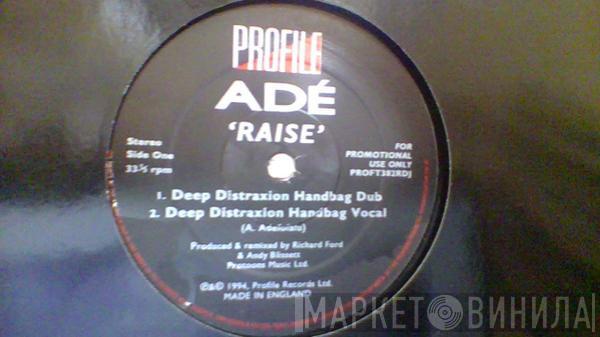 PROFILE
ADÉ
'RAISE'
Stereo
Side One
33⅓ rpm
FOR
PROMOTIONAL
USE ONLY
PROFT382RDJ
1. Deep Distraxion Handbag Dub
2. Deep Distraxion Handbag Vocal
(A.
Produced & remixed by Richard Ford
& Andy Blissett
Protoons Music Ltd.
℗&© 1994, Profile Records Ltd.
MADE IN ENGLAND
МАРКЕТ ВИНИЛА